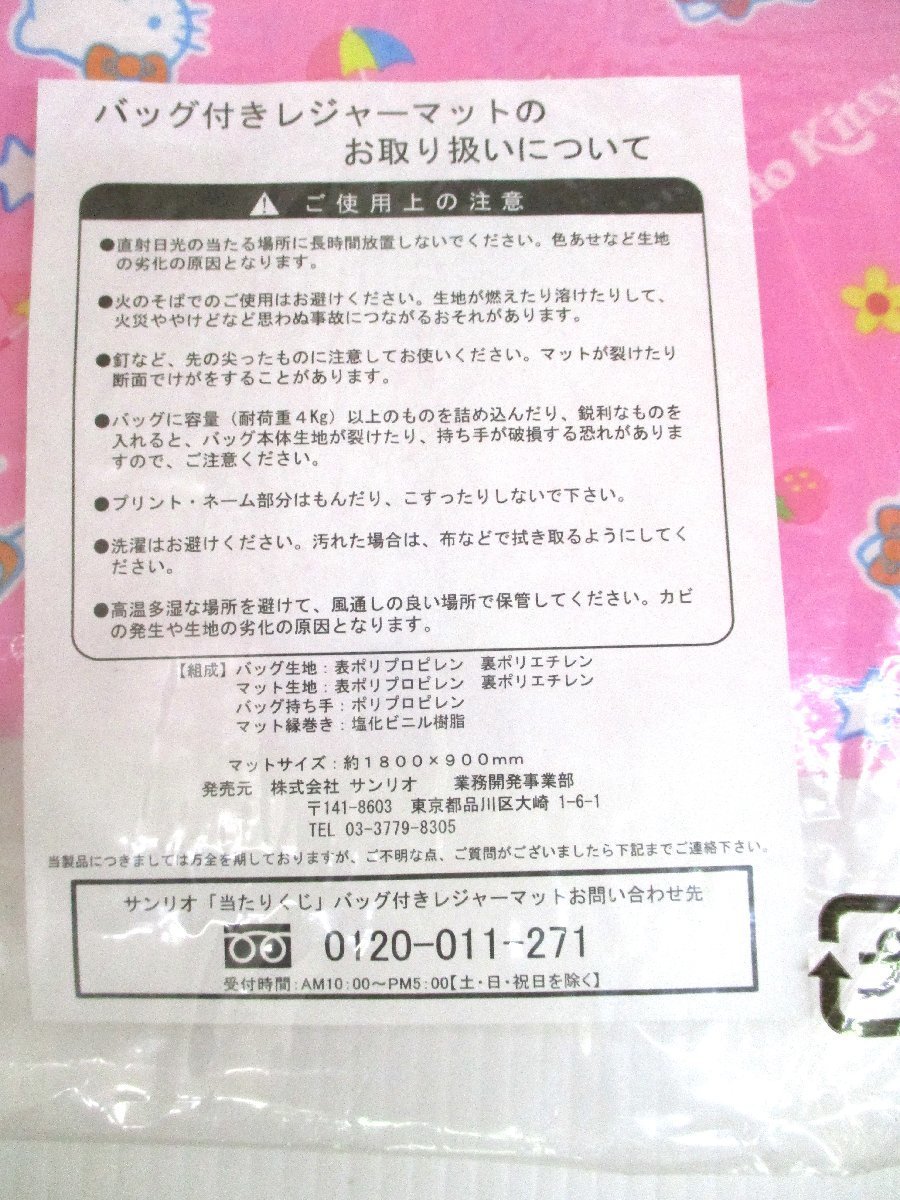 バッグ付きレジャーマットの
お取り扱いについて
ご使用上の注意
●直射日光の当たる場所に長時間放置しないでください。色あせなど生地
の劣化の原因となります。
●火のそばでのご使用はお避けください。生地が燃えたり溶けたりして、
火災ややけどなど思わぬ事故につながるおそれがあります。
●釘など、先の尖ったものに注意してお使いください。マットが裂けたり
断面でけがをすることがあります。
●バッグに容量（耐荷重４Kg）以上のものを詰め込んだり、鋭利なものを
入れると、バッグ本体生地が裂けたり、持ち手が破損する恐れがありま
すので、ご注意ください。
●プリント・ネーム部分はもんだり、こすったりしないで下さい。
●洗濯はお避けください。汚れた場合は、布などで拭き取るようにしてく
ださい。
●高温多湿な場所を避けて、風通しの良い場所で保管してください。カビ
の発生や生地の劣化の原因となります。
【組成】バッグ生地：表ポリプロピレン　裏ポリエチレン
マット生地：表ポリプロピレン　裏ポリエチレン
バッグ持ち手：ポリプロピレン
マット縁巻き：塩化ビニル樹脂
マットサイズ：約１８００×９００mm
発売元　株式会社 サンリオ　業務開発事業部
〒141-8603　東京都品川区大崎 1-6-1
TEL 03-3779-8305
当製品につきましては万全を期しておりますが、ご不明な点、ご質問がございましたら下記までご連絡下さい。
サンリオ「当たりくじ」バッグ付きレジャーマットお問い合わせ先
0120-011-271
受付時間：AM10：00～PM5：00【土・日・祝日を除く】
Kitty